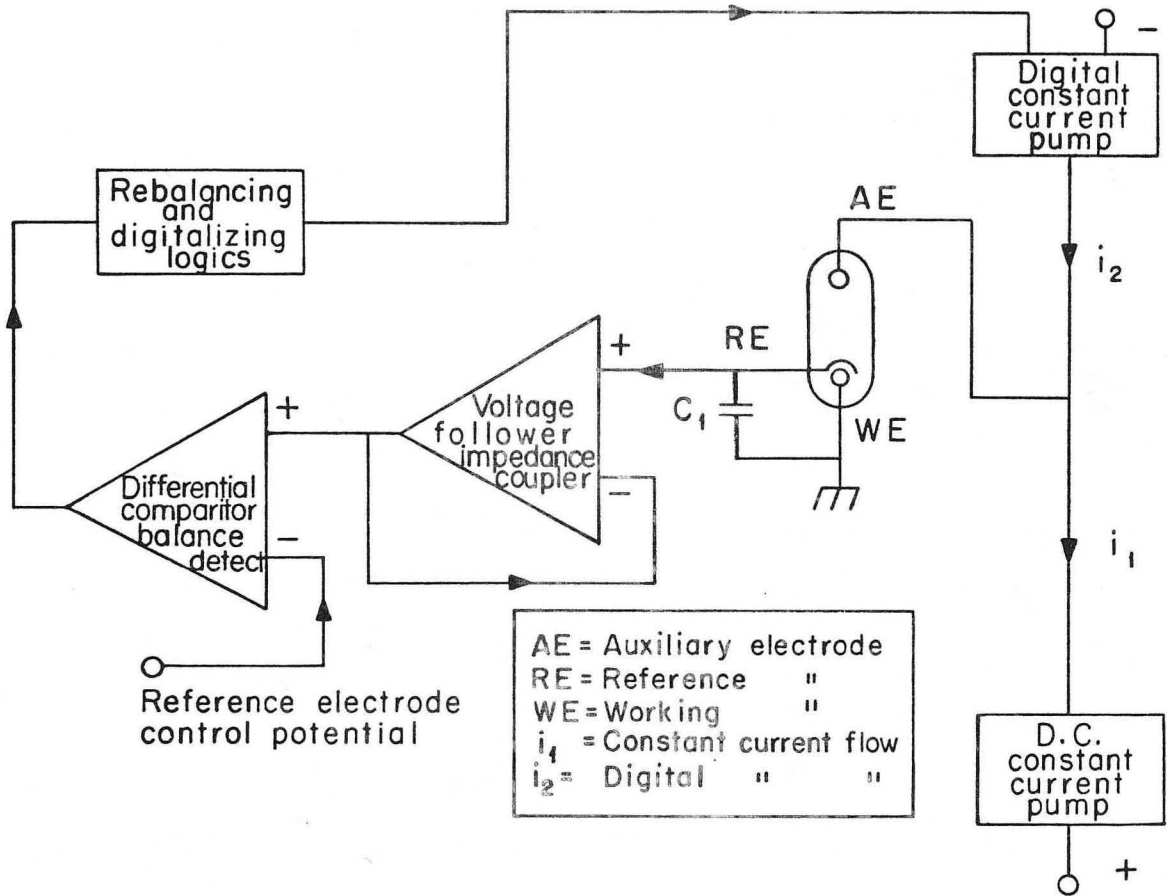 Digital
constant
current
pump
−
Rebalancing
and
digitalizing
logics
AE
i₂
RE
+
C₁
WE
Voltage
follower
impedance
coupler
−
+
Differential
comparitor
balance
detect
−
i₁
Reference electrode
control potential
AE = Auxiliary electrode
RE = Reference "
WE = Working "
i₁ = Constant current flow
i₂ = Digital " "
D.C.
constant
current
pump
+